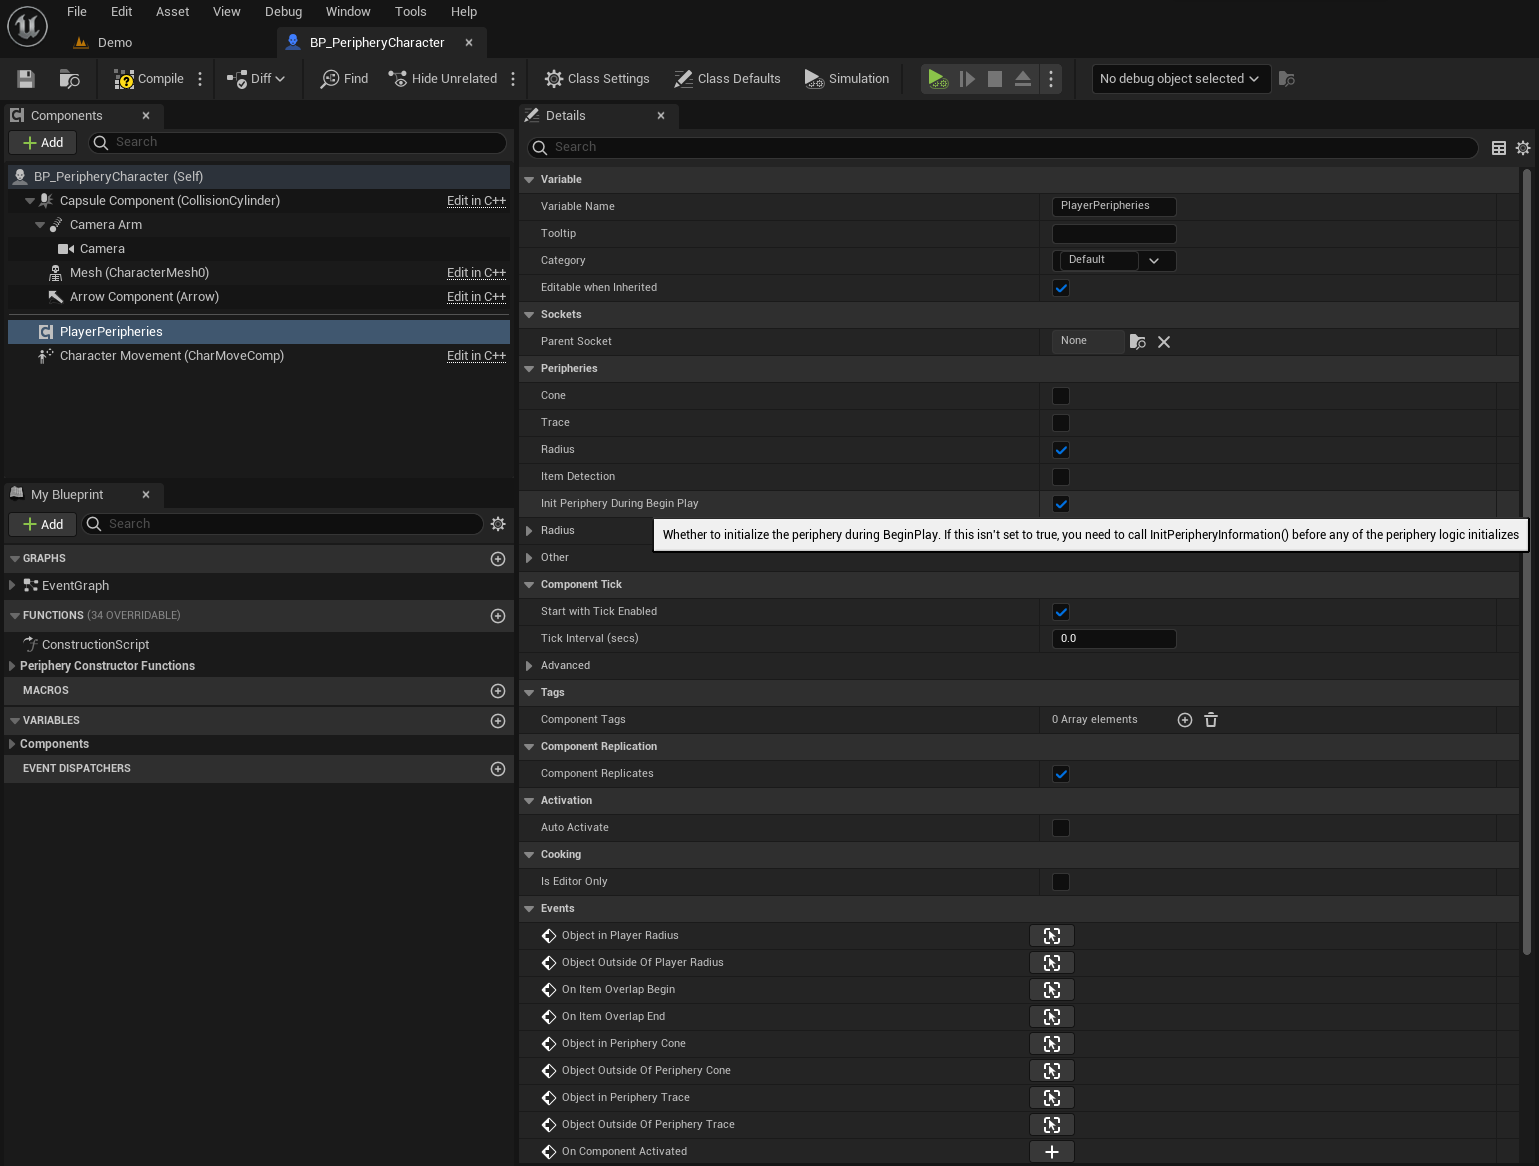 File Edit Asset View Debug Window Tools Help
Demo
BP_PeripheryCharacter
Compile
Diff
Find
Hide Unrelated
Class Settings
Class Defaults
Simulation
No debug object selected
Components
Add
Search
BP_PeripheryCharacter (Self)
Capsule Component (CollisionCylinder) Edit in C++
Camera Arm
Camera
Mesh (CharacterMesh0) Edit in C++
Arrow Component (Arrow) Edit in C++
PlayerPeripheries
Character Movement (CharMoveComp) Edit in C++
My Blueprint
Add
Search
GRAPHS
EventGraph
FUNCTIONS (34 OVERRIDABLE)
ConstructionScript
Periphery Constructor Functions
MACROS
VARIABLES
Components
EVENT DISPATCHERS
Details
Search
Variable
Variable Name PlayerPeripheries
Tooltip
Category Default
Editable when Inherited
Sockets
Parent Socket None
Peripheries
Cone
Trace
Radius
Item Detection
Init Periphery During Begin Play
Radius
Whether to initialize the periphery during BeginPlay. If this isn't set to true, you need to call InitPeripheryInformation() before any of the periphery logic initializes
Other
Component Tick
Start with Tick Enabled
Tick Interval (secs) 0.0
Advanced
Tags
Component Tags 0 Array elements
Component Replication
Component Replicates
Activation
Auto Activate
Cooking
Is Editor Only
Events
Object in Player Radius
Object Outside Of Player Radius
On Item Overlap Begin
On Item Overlap End
Object in Periphery Cone
Object Outside Of Periphery Cone
Object in Periphery Trace
Object Outside Of Periphery Trace
On Component Activated